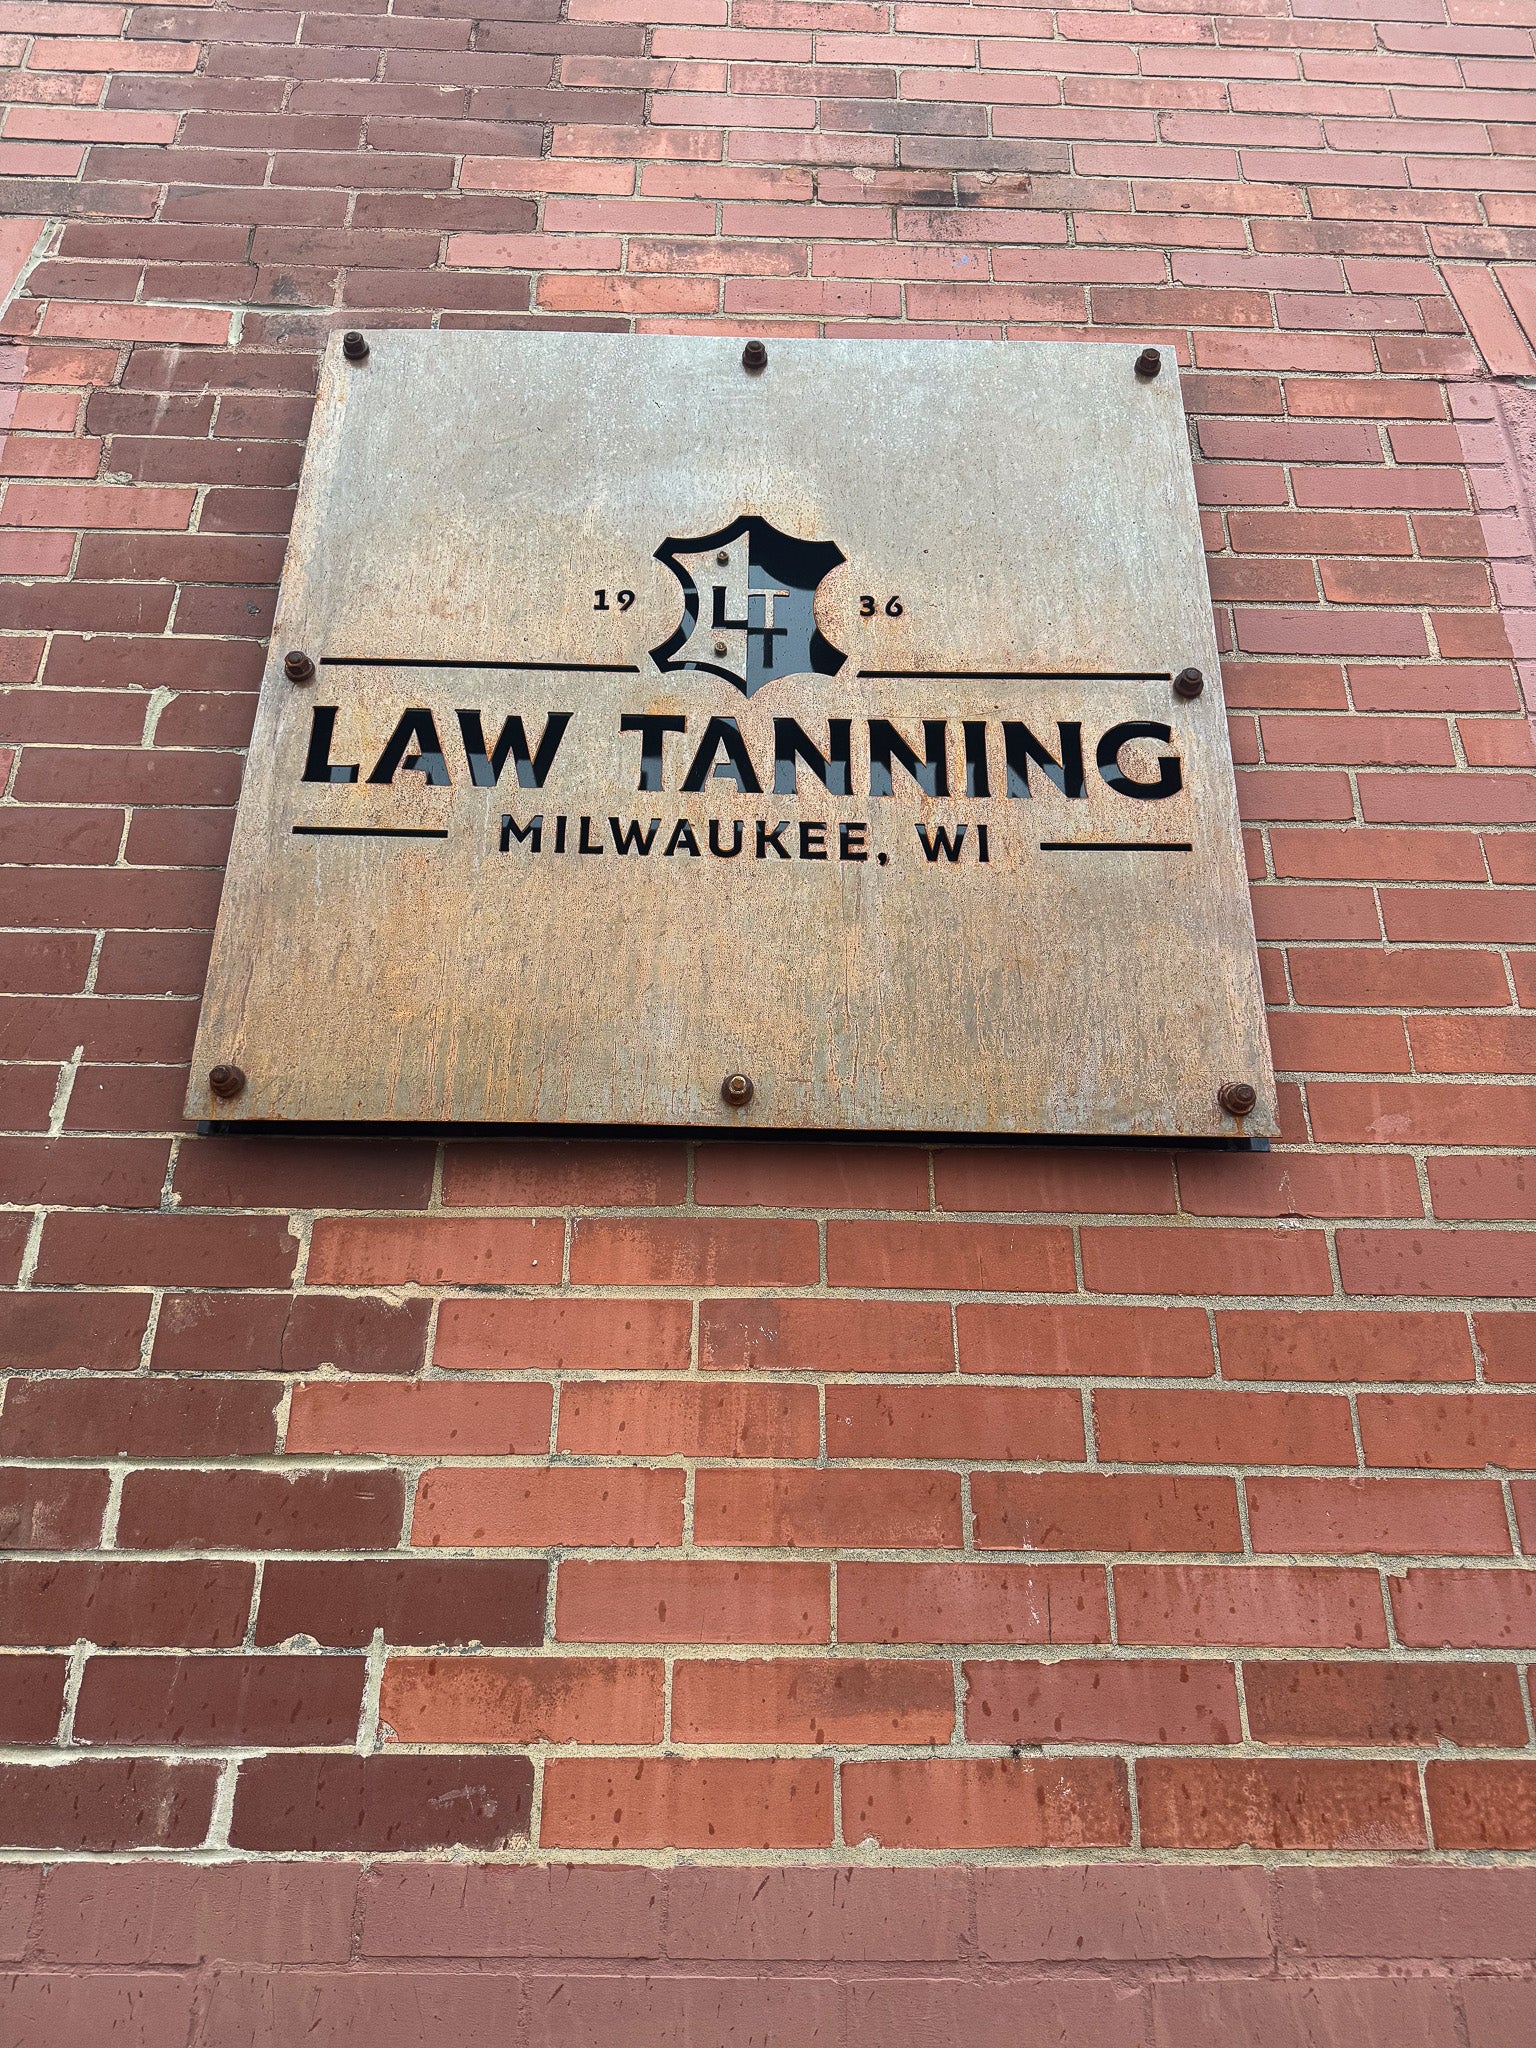 19 LT 36
LAW TANNING
MILWAUKEE, WI